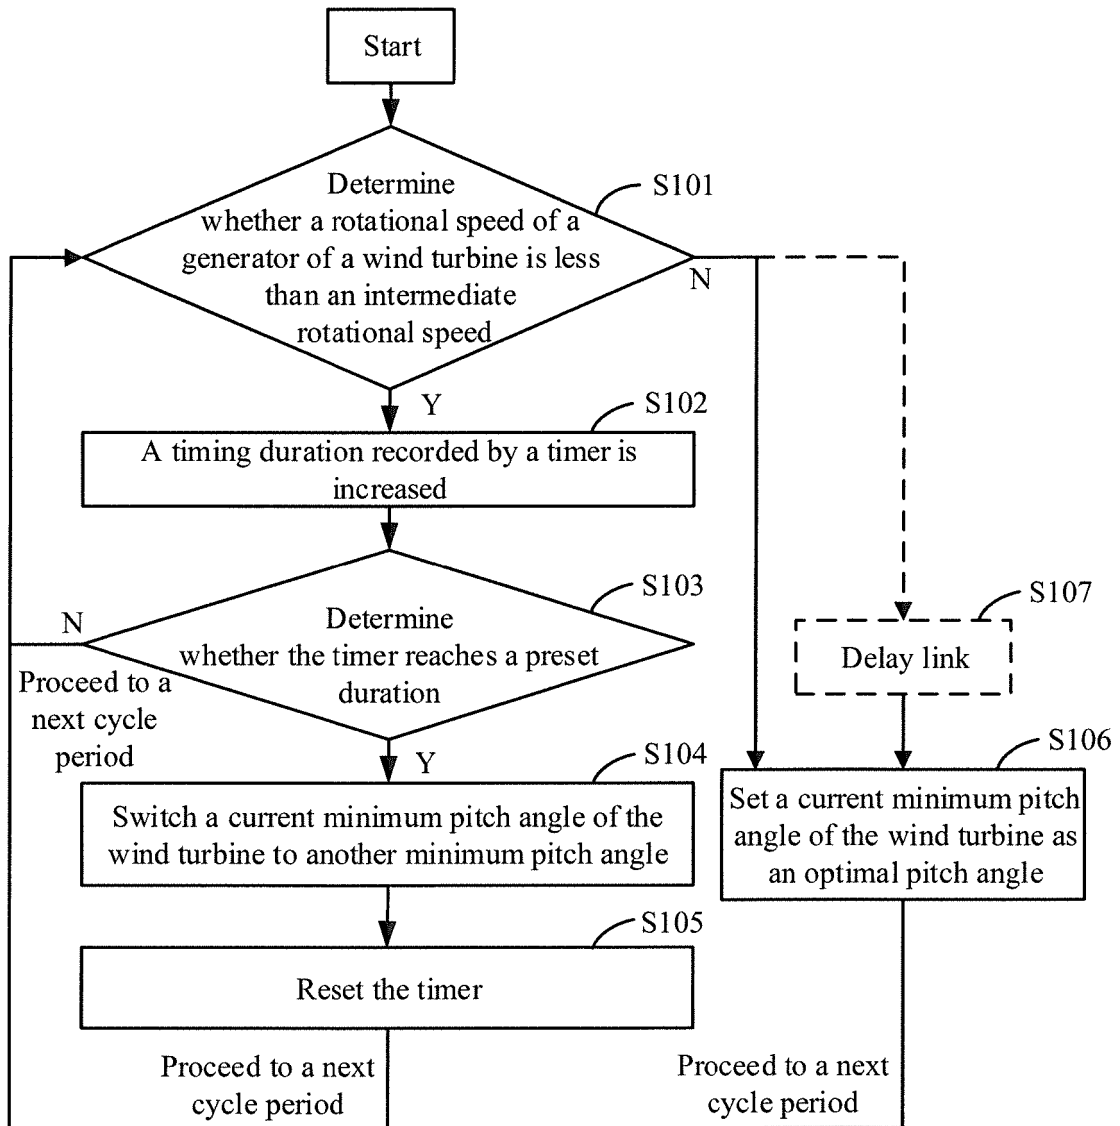 Start
Determine
whether a rotational speed of a
generator of a wind turbine is less
than an intermediate
rotational speed
S101
N
Y
S102
A timing duration recorded by a timer is
increased
S103
N
Determine
whether the timer reaches a preset
duration
S107
Delay link
Proceed to a
next cycle
period
Y
S104
S106
Switch a current minimum pitch angle of the
wind turbine to another minimum pitch angle
Set a current minimum pitch
angle of the wind turbine as
an optimal pitch angle
S105
Reset the timer
Proceed to a next
cycle period
Proceed to a next
cycle period